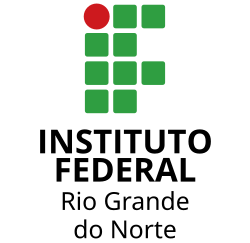 INSTITUTO
FEDERAL
Rio Grande
do Norte